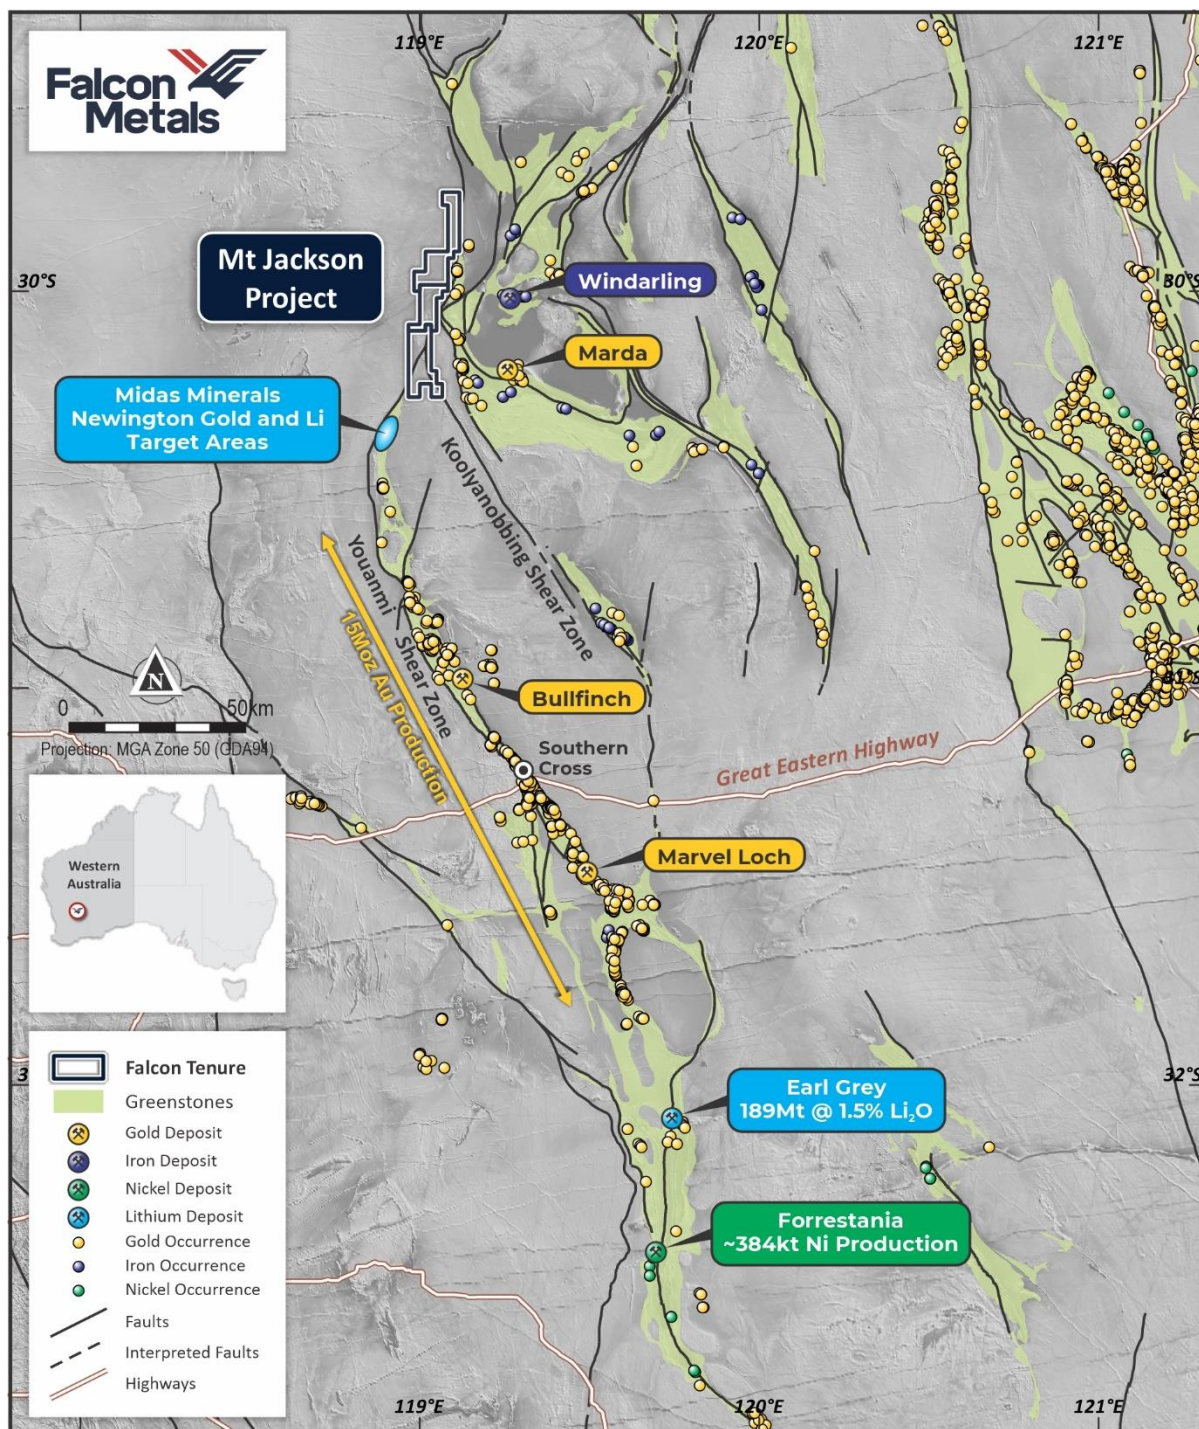 Falcon
Metals
119°E
120°E
121°E
Mt Jackson
Project
30°S
30°S
Windarling
Marda
Midas Minerals
Newington Gold and Li
Target Areas
Koolyanobbing Shear Zone
Youanmi Shear Zone
15Moz Au Production
Bullfinch
31°S
N
0 50km
Projection: MGA Zone 50 (GDA94)
Southern
Cross
Great Eastern Highway
Marvel Loch
Western
Australia
Earl Grey
189Mt @ 1.5% Li₂O
32°S
Forrestania
~384kt Ni Production
Falcon Tenure
Greenstones
Gold Deposit
Iron Deposit
Nickel Deposit
Lithium Deposit
Gold Occurrence
Iron Occurrence
Nickel Occurrence
Faults
Interpreted Faults
Highways
119°E
120°E
121°E